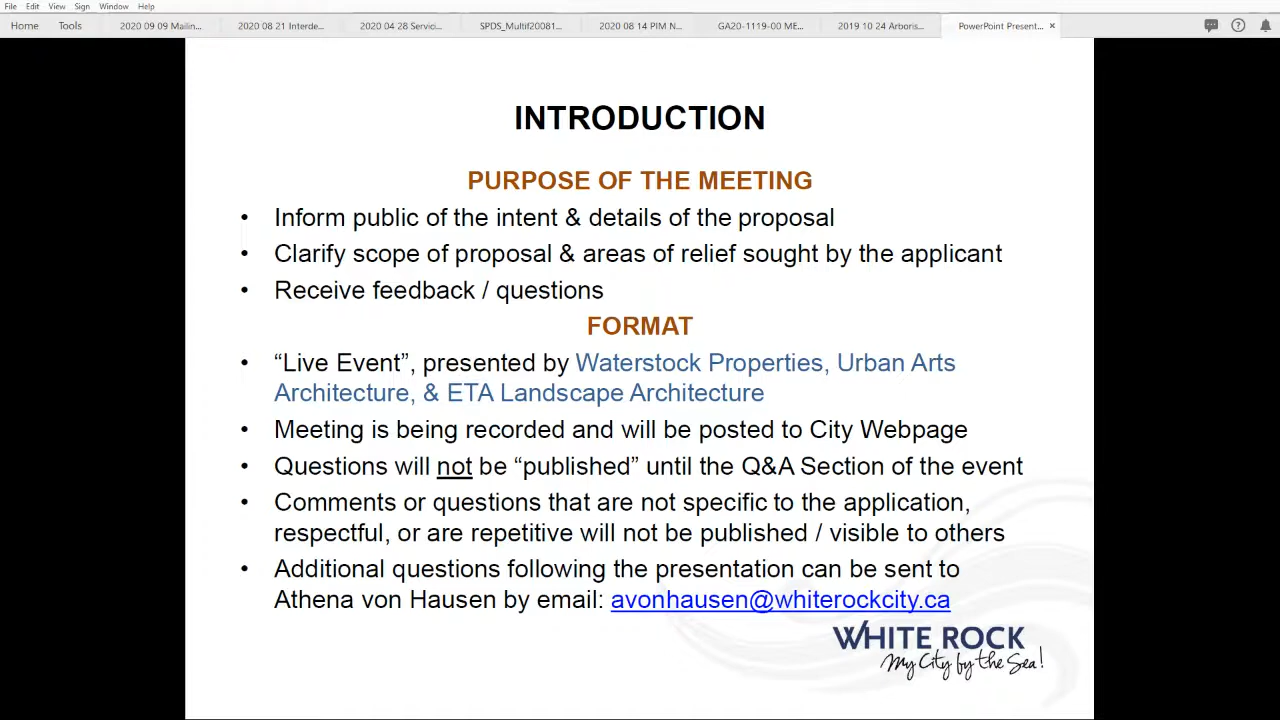 File Edit View Sign Window Help
Home Tools 2020 09 09 Mailin... 2020 08 21 Interde... 2020 04 28 Servici... SPDS_Multif20081... 2020 08 14 PIM N... GA20-1119-00 ME... 2019 10 24 Arboris... PowerPoint Present... ×
INTRODUCTION
PURPOSE OF THE MEETING
• Inform public of the intent & details of the proposal
• Clarify scope of proposal & areas of relief sought by the applicant
• Receive feedback / questions
FORMAT
• “Live Event”, presented by Waterstock Properties, Urban Arts
Architecture, & ETA Landscape Architecture
• Meeting is being recorded and will be posted to City Webpage
• Questions will not be “published” until the Q&A Section of the event
• Comments or questions that are not specific to the application,
respectful, or are repetitive will not be published / visible to others
• Additional questions following the presentation can be sent to
Athena von Hausen by email: avonhausen@whiterockcity.ca
WHITE ROCK
My City by the Sea!